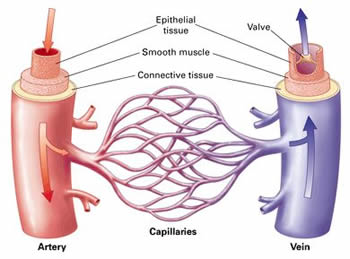 Epithelial
tissue
Valve
Smooth muscle
Connective tissue
Capillaries
Artery
Vein